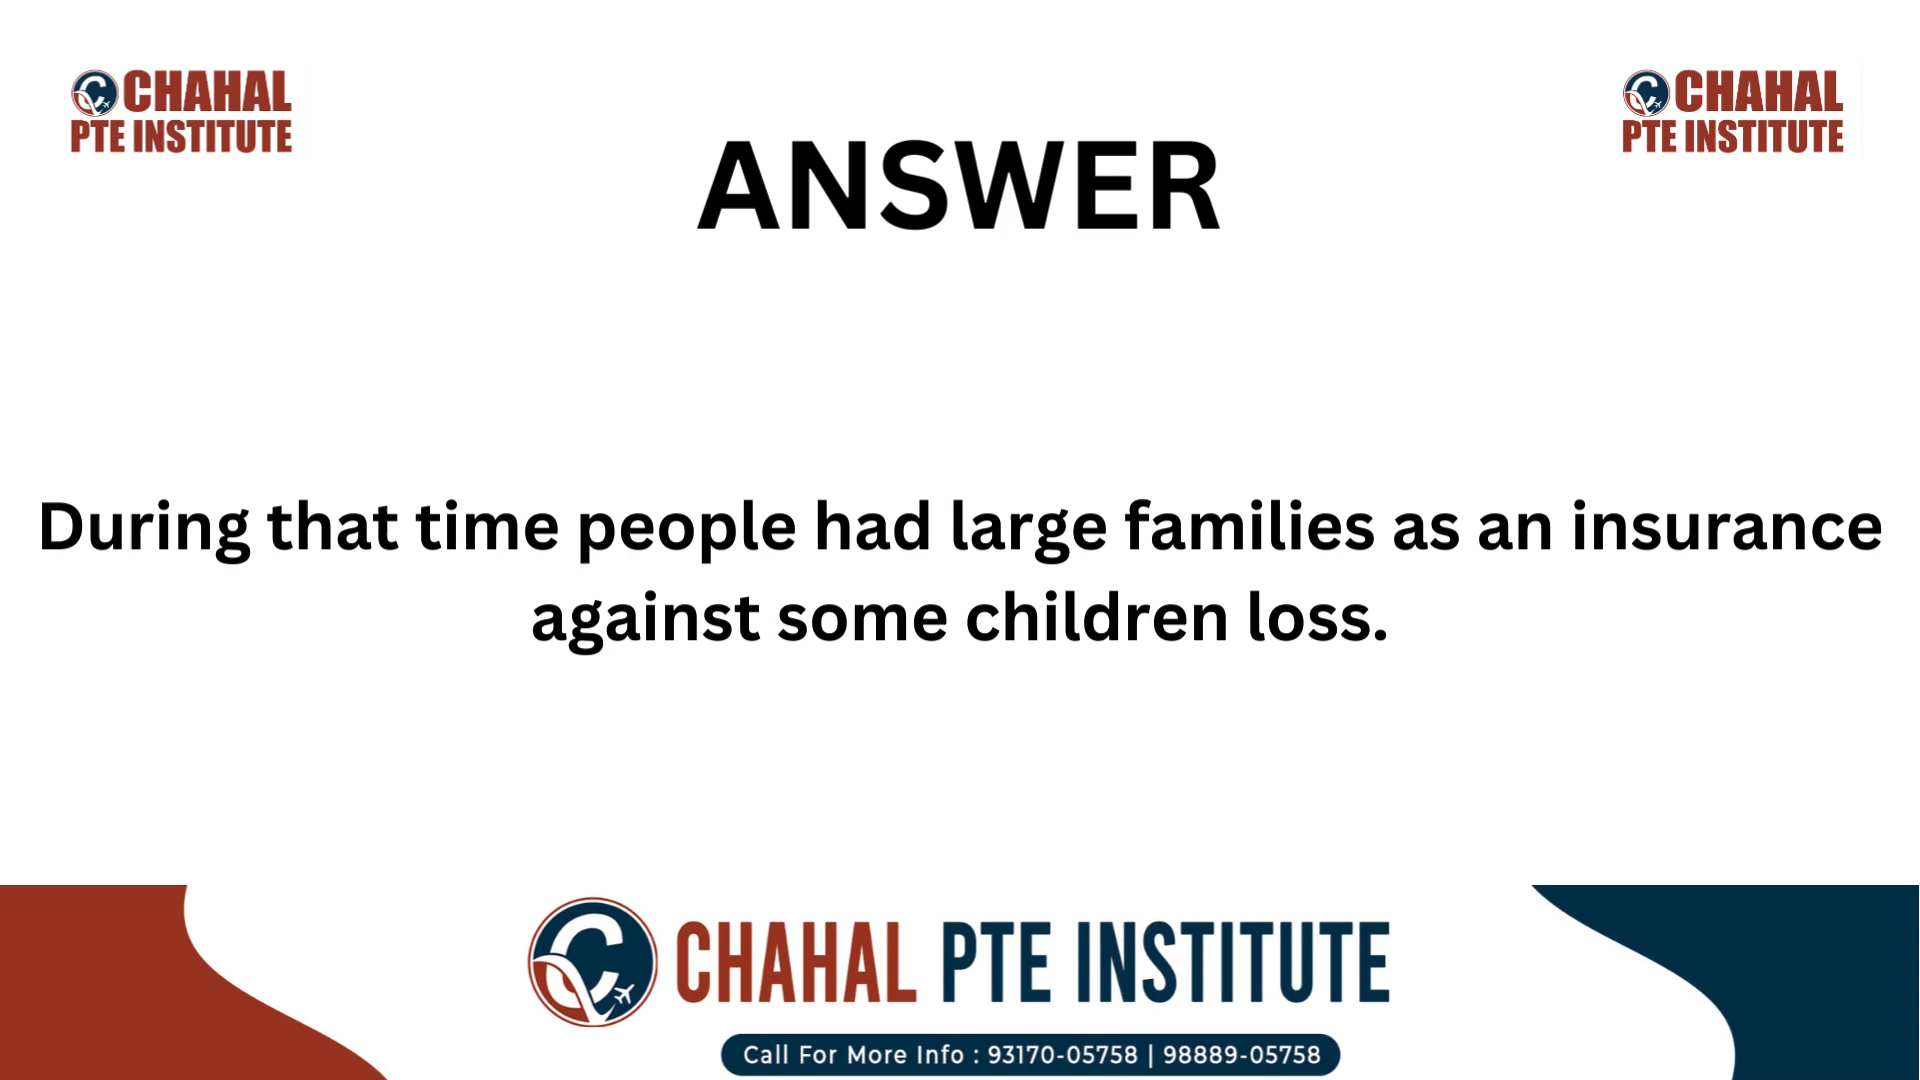 CHAHAL
PTE INSTITUTE
CHAHAL
PTE INSTITUTE
ANSWER
During that time people had large families as an insurance
against some children loss.
CHAHAL PTE INSTITUTE
Call For More Info : 93170-05758 | 98889-05758